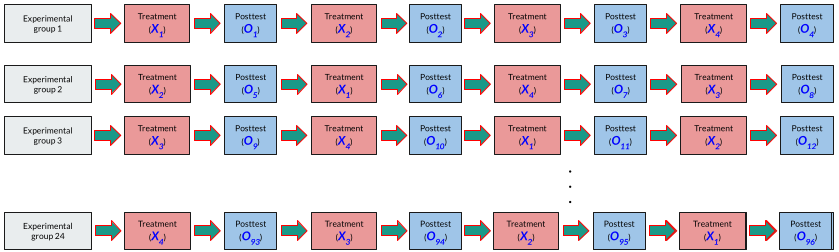 Experimental group 1 Treatment (X1) Posttest (O1) Treatment (X2) Posttest (O2) Treatment (X3) Posttest (O3) Treatment (X4) Posttest (O4)
Experimental group 2 Treatment (X2) Posttest (O5) Treatment (X1) Posttest (O6) Treatment (X4) Posttest (O7) Treatment (X3) Posttest (O8)
Experimental group 3 Treatment (X3) Posttest (O9) Treatment (X4) Posttest (O10) Treatment (X1) Posttest (O11) Treatment (X2) Posttest (O12)
Experimental group 24 Treatment (X4) Posttest (O93) Treatment (X3) Posttest (O94) Treatment (X2) Posttest (O95) Treatment (X1) Posttest (O96)